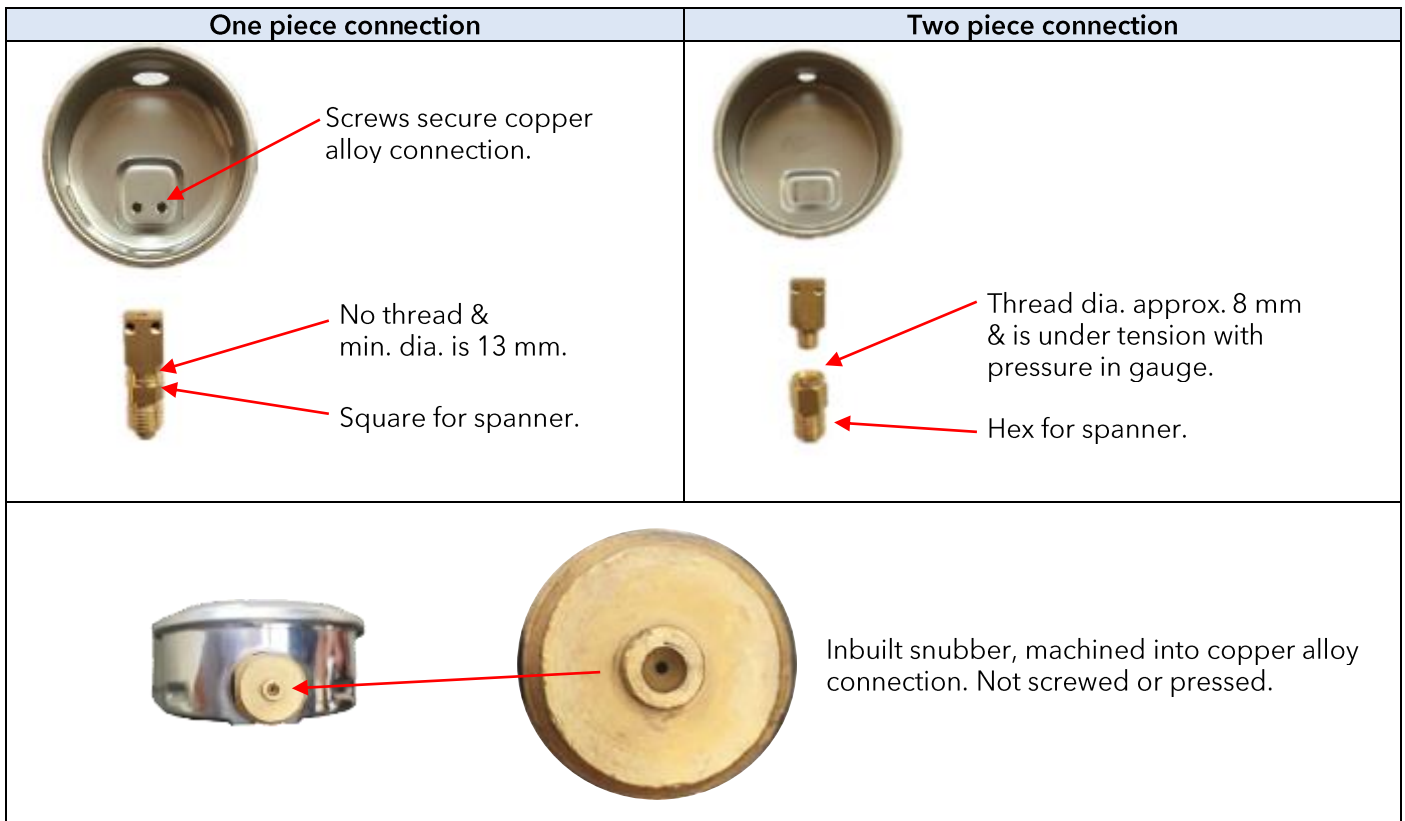 One piece connection
Two piece connection
Screws secure copper
alloy connection.
No thread &
min. dia. is 13 mm.
Square for spanner.
Thread dia. approx. 8 mm
& is under tension with
pressure in gauge.
Hex for spanner.
Inbuilt snubber, machined into copper alloy
connection. Not screwed or pressed.